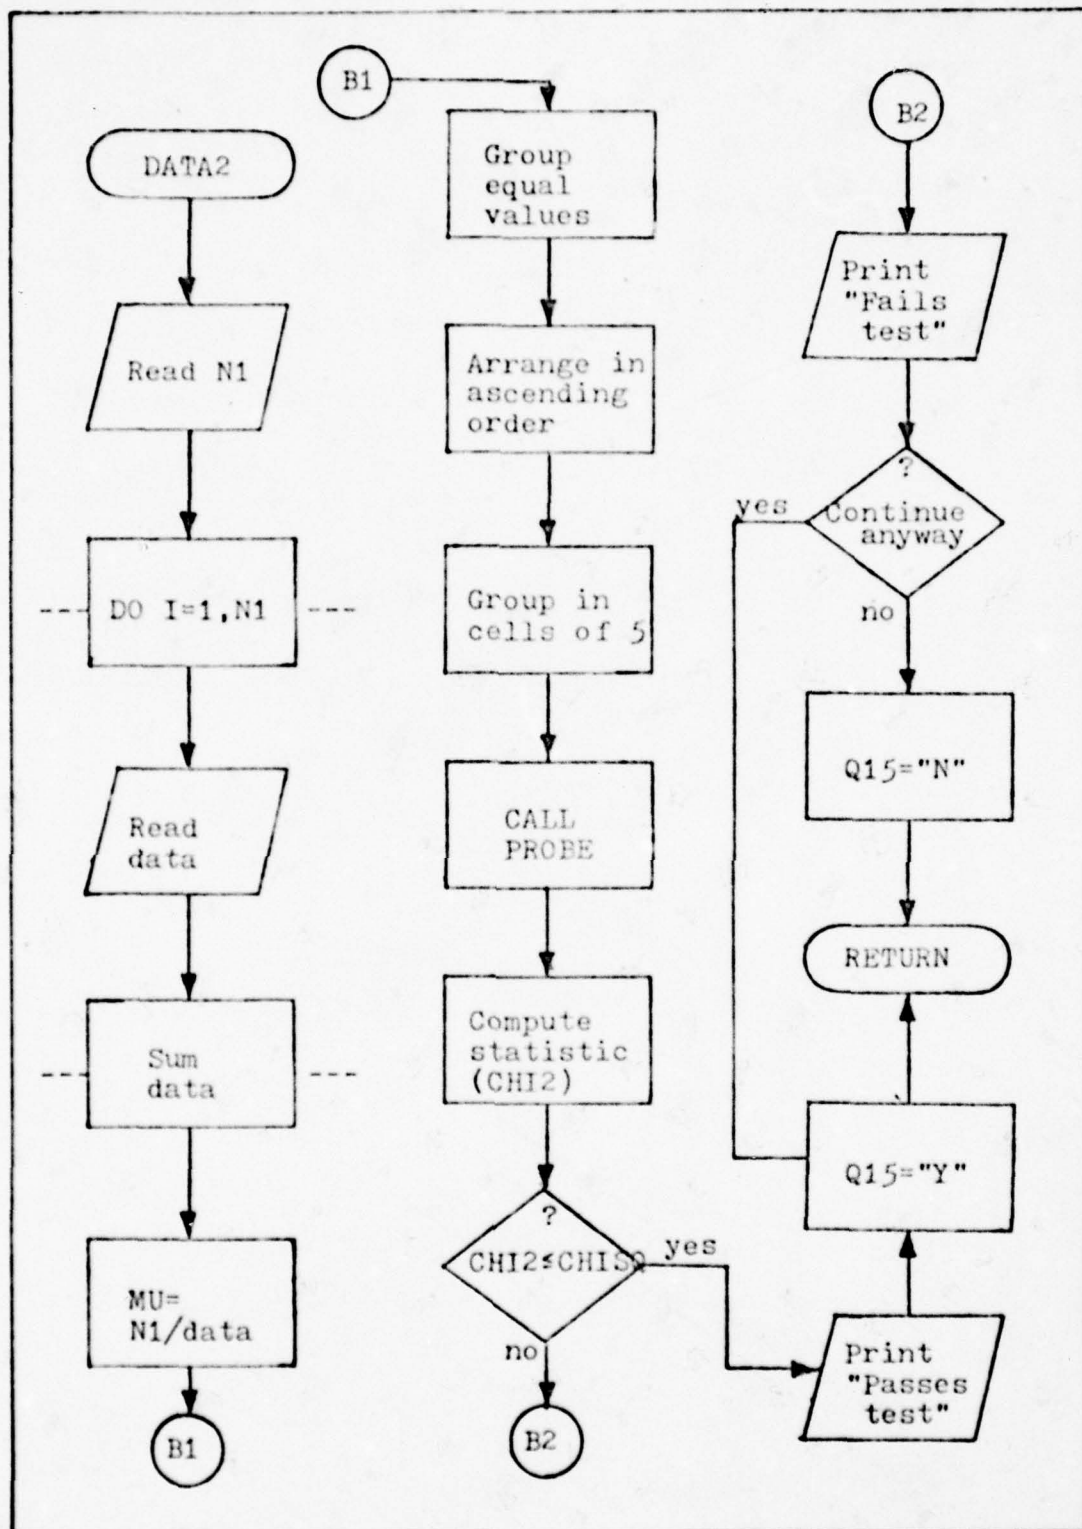 DATA2
Read N1
DO I=1,N1
Read
data
Sum
data
MU=
N1/data
B1
B1
Group
equal
values
Arrange in
ascending
order
Group in
cells of 5
CALL
PROBE
Compute
statistic
(CHI2)
?
CHI2≤CHISQ
yes
no
B2
Print
"Passes
test"
Q15="Y"
B2
Print
"Fails
test"
?
Continue
anyway
yes
no
Q15="N"
RETURN